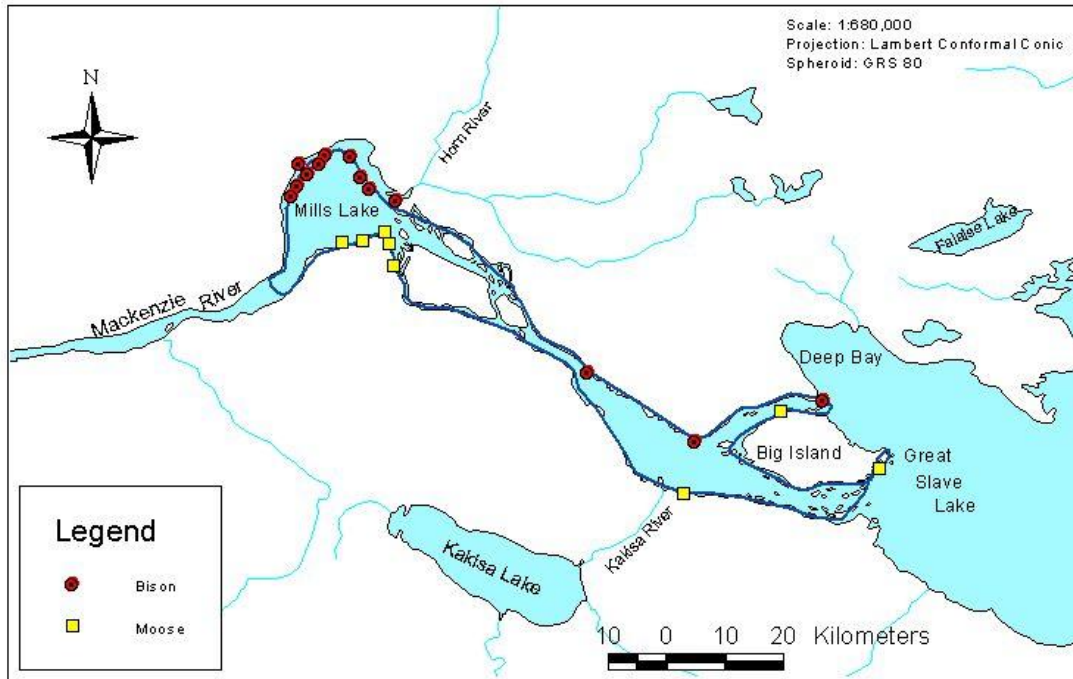 Scale: 1:680,000
Projection: Lambert Conformal Conic
Spheroid: GRS 80
N
Horn River
Mills Lake
Falaise Lake
Mackenzie River
Deep Bay
Big Island
Great
Slave
Lake
Kakisa River
Kakisa Lake
Legend
Bison
Moose
10 0 10 20 Kilometers